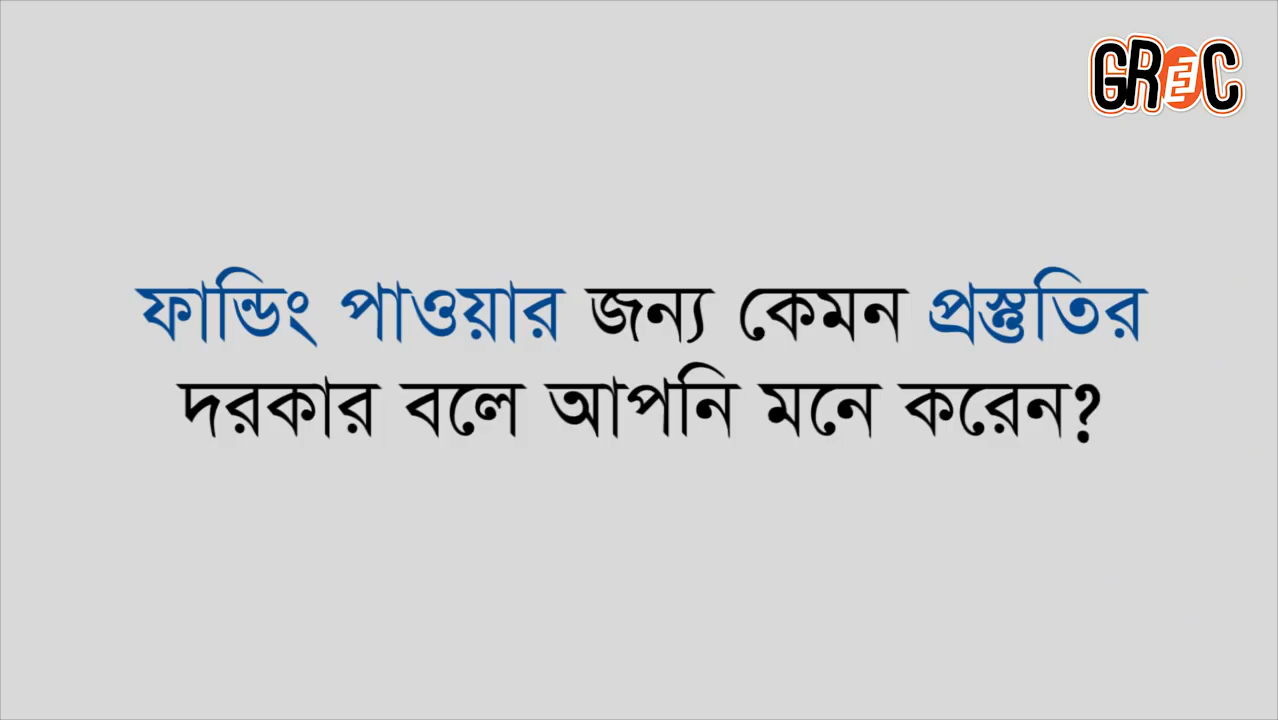 GREC
ফান্ডিং পাওয়ার জন্য কেমন প্রস্তুতির
দরকার বলে আপনি মনে করেন?